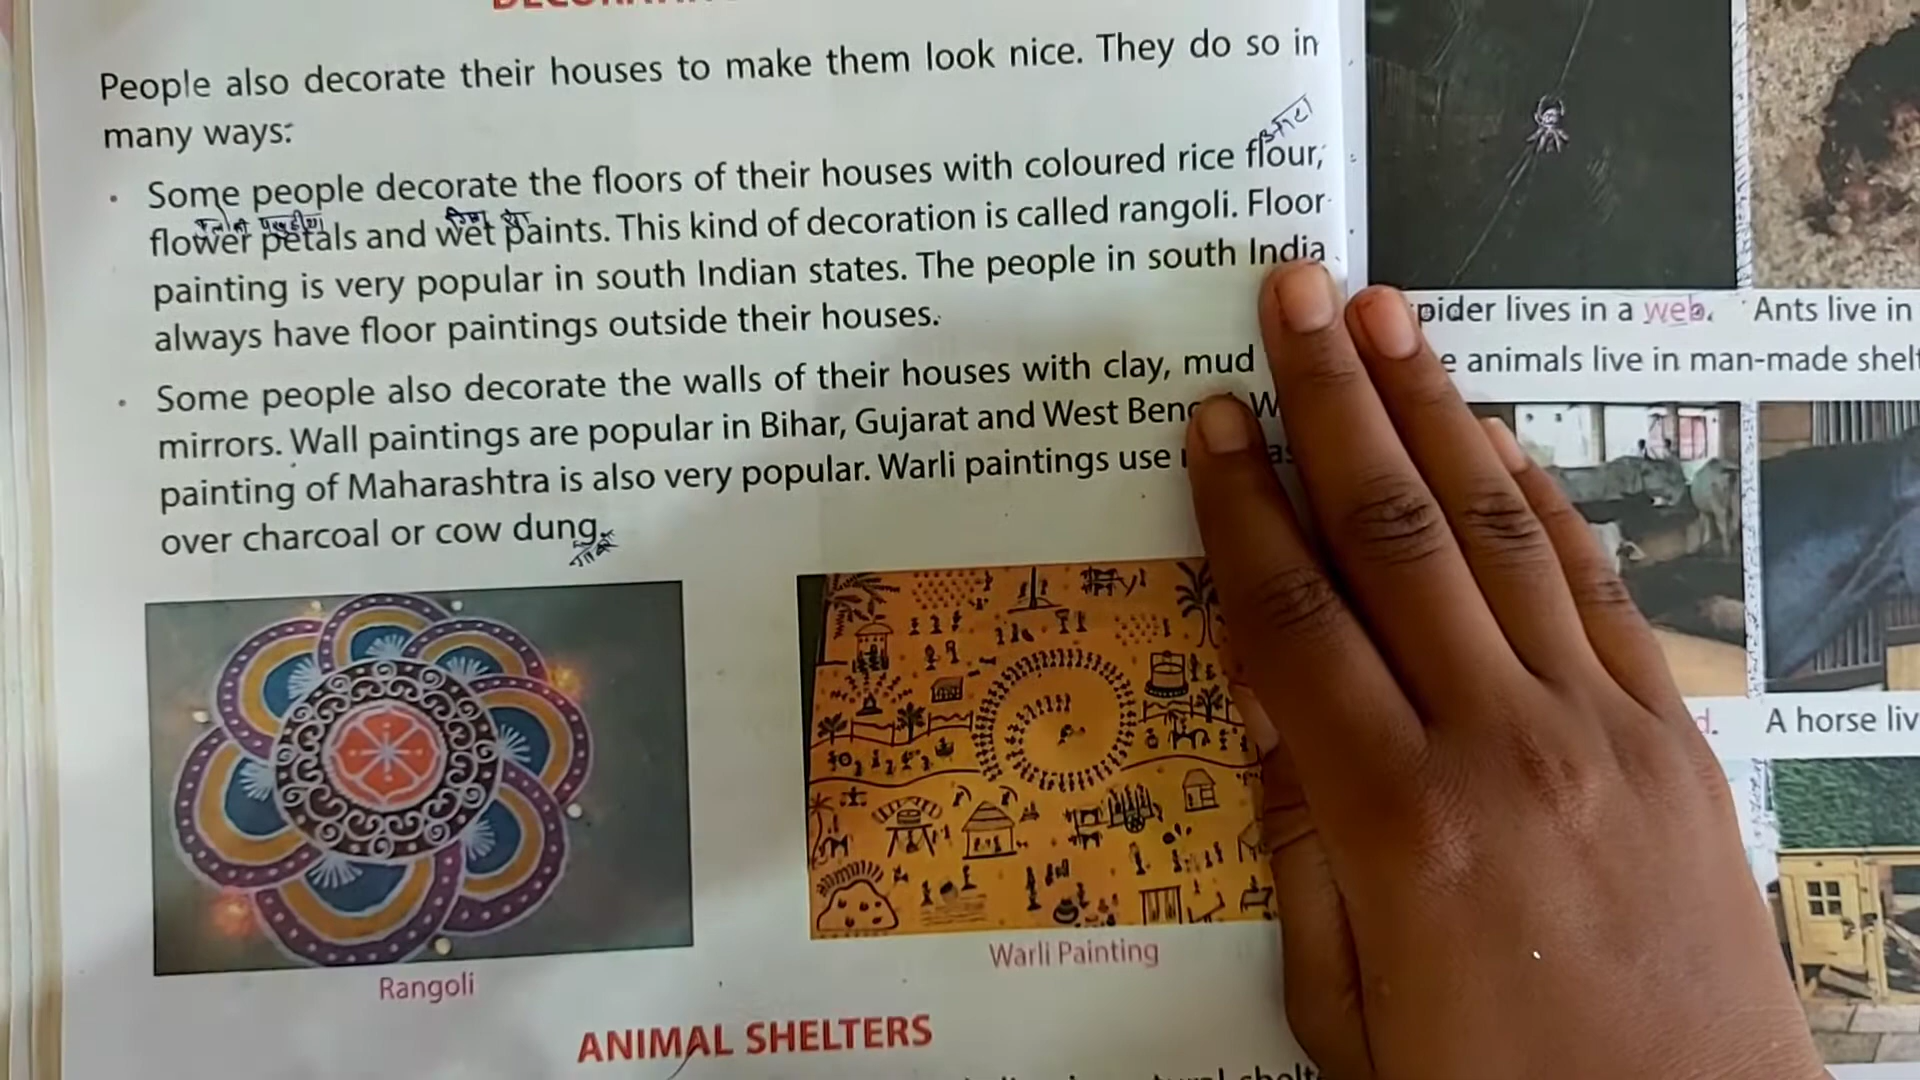 People also decorate their houses to make them look nice. They do so in
many ways:
• Some people decorate the floors of their houses with coloured rice flour,
flower petals and wet paints. This kind of decoration is called rangoli. Floor
painting is very popular in south Indian states. The people in south India
always have floor paintings outside their houses.
• Some people also decorate the walls of their houses with clay, mud
mirrors. Wall paintings are popular in Bihar, Gujarat and West
painting of Maharashtra is also very popular. Warli paintings use
over charcoal or cow dung.
Rangoli
Warli Painting
ANIMAL SHELTERS
lives in a web.
Ants live in
animals live in man-made
A horse